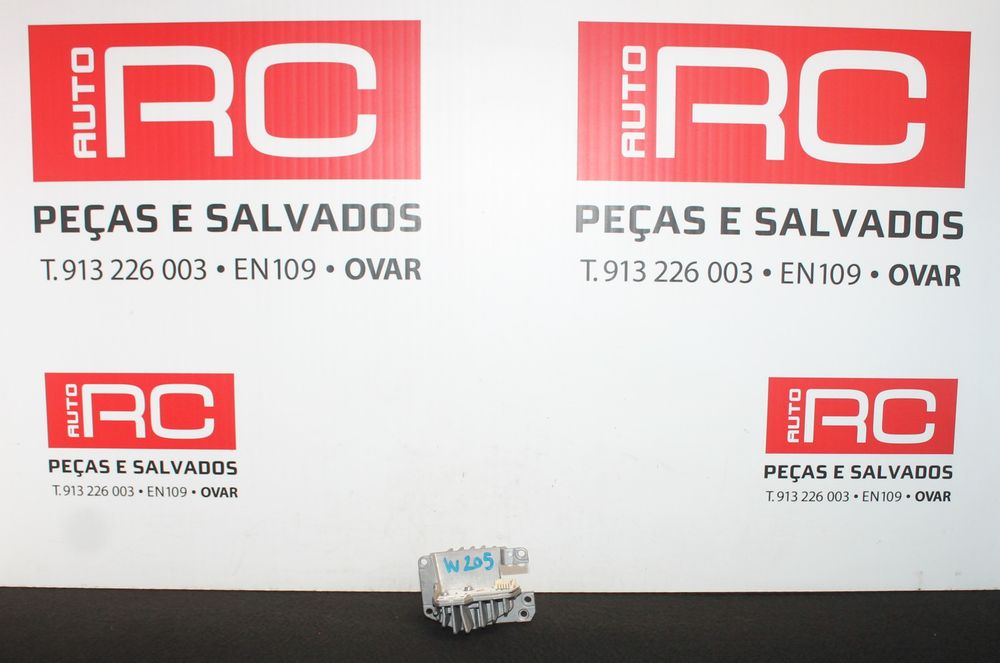 AUTO RC
PEÇAS E SALVADOS
T. 913 226 003 • EN109 • OVAR
AUTO RC
PEÇAS E SALVADOS
T. 913 226 003 • EN109 • OVAR
AUTO RC
PEÇAS E SALVADOS
T. 913 226 003 • EN109 • OVAR
AUTO RC
PEÇAS E SALVADOS
T. 913 226 003 • EN109 • OVAR
W205